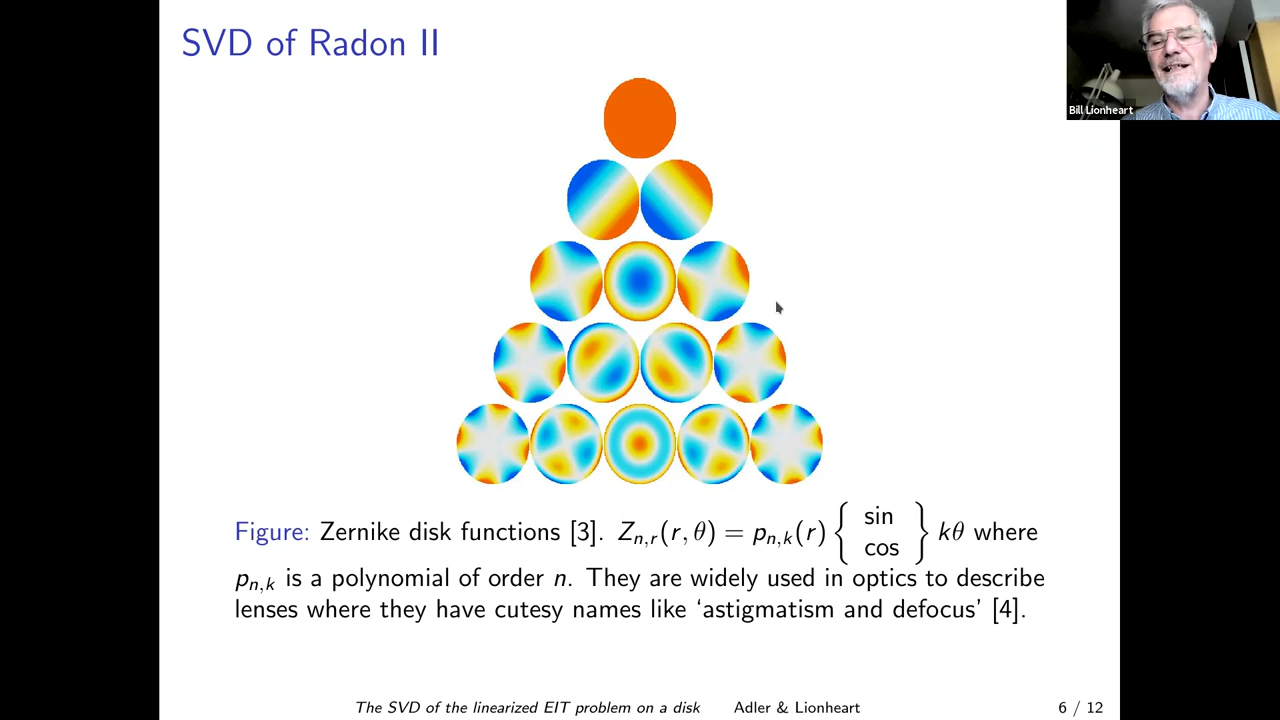 SVD of Radon II
Bill Lionheart
Figure: Zernike disk functions [3]. Z_{n,r}(r, θ) = p_{n,k}(r) { sin cos } kθ where
p_{n,k} is a polynomial of order n. They are widely used in optics to describe
lenses where they have cutesy names like ‘astigmatism and defocus’ [4].
The SVD of the linearized EIT problem on a disk Adler & Lionheart 6 / 12